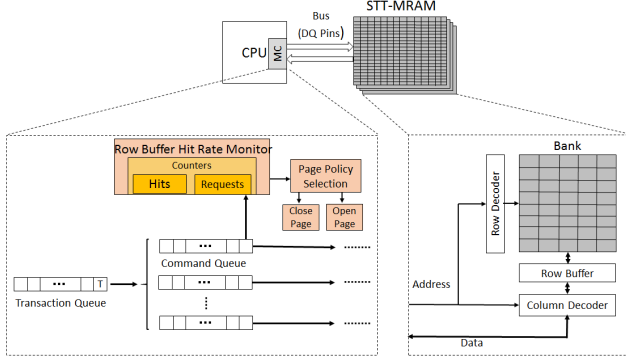 STT-MRAM
Bus
(DQ Pins)
CPU
MC
Row Buffer Hit Rate Monitor
Counters
Hits
Requests
Page Policy
Selection
Close
Page
Open
Page
...
Command Queue
........
... T
Transaction Queue
...
........
...
...
........
Bank
Row Decoder
Row Buffer
Address
Column Decoder
Data